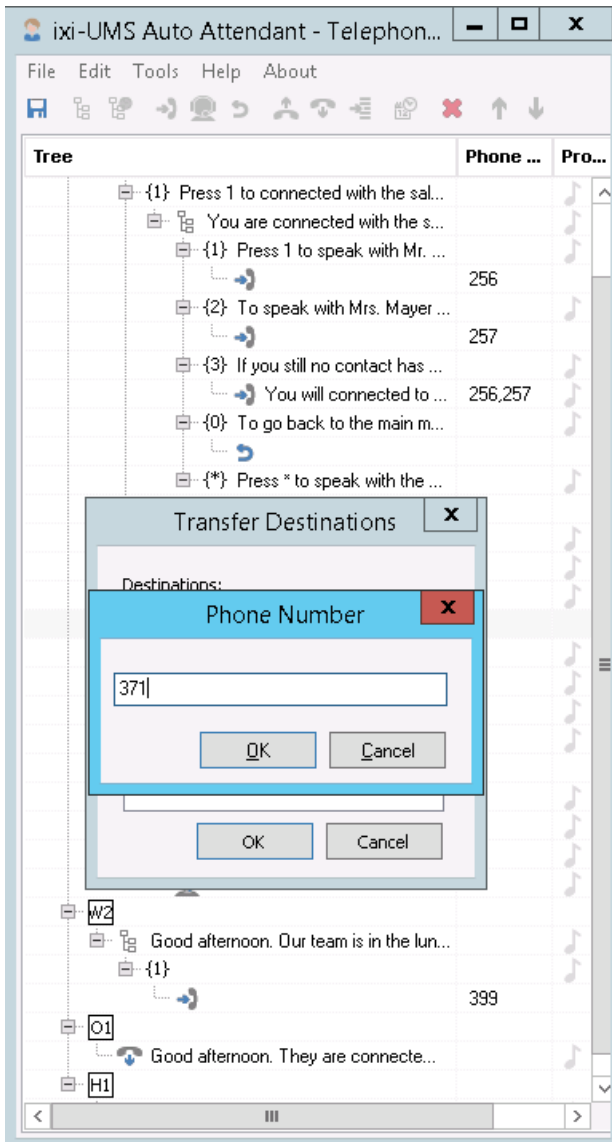 ixi-UMS Auto Attendant - Telephon...
File Edit Tools Help About
Tree Phone ... Pro...
{1} Press 1 to connected with the sal...
You are connected with the s...
{1} Press 1 to speak with Mr. ...
256
{2} To speak with Mrs. Mayer ...
257
{3} If you still no contact has ...
You will connected to ... 256,257
{0} To go back to the main m...
{*} Press * to speak with the ...
Transfer Destinations
Destinations:
Phone Number
371
OK Cancel
OK Cancel
W2
Good afternoon. Our team is in the lun...
{1}
399
O1
Good afternoon. They are connecte...
H1